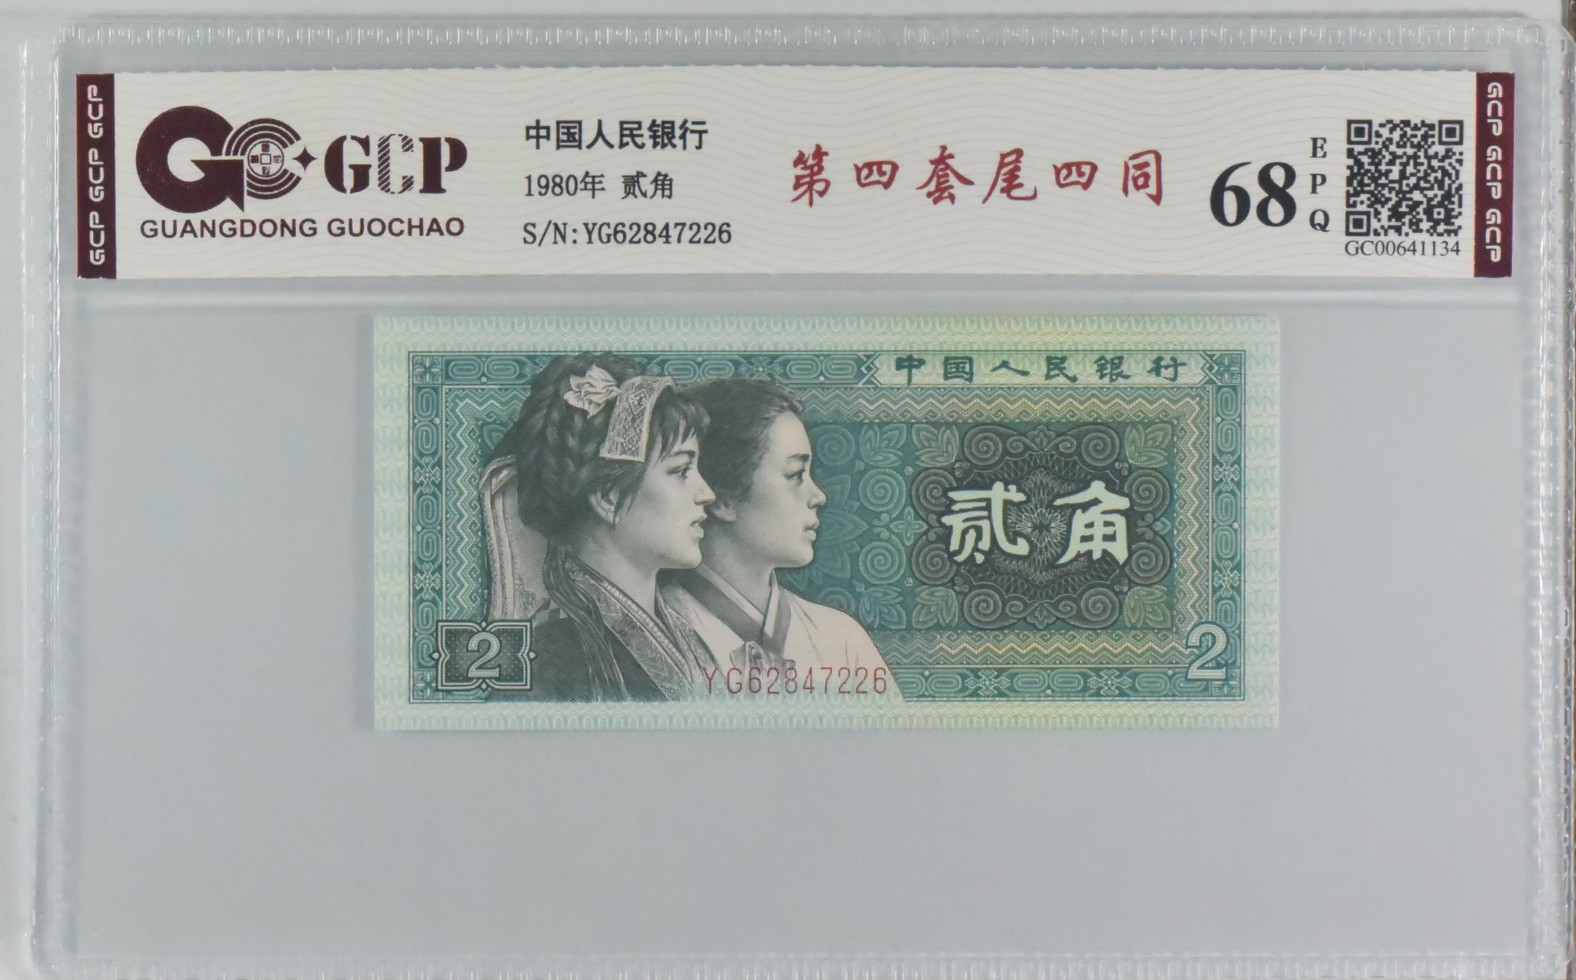 GCP GCP GCP
GCP
GUANGDONG GUOCHAO
中国人民银行
1980年 贰角
S/N:YG62847226
第四套尾四同
68
EPQ
GC00641134
GCP GCP GCP
中国人民银行
贰角
2
2
YG62847226